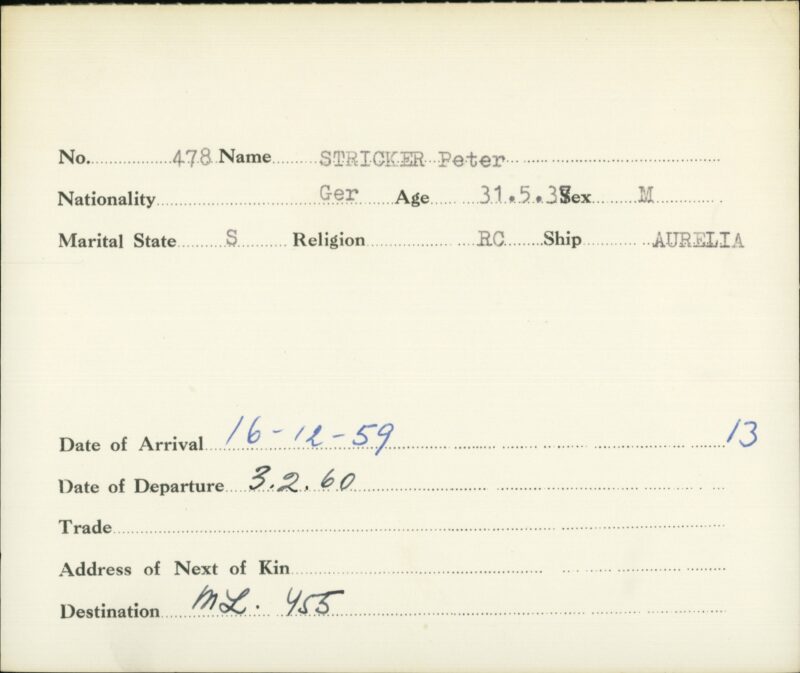 No. 478 Name STRICKER Peter
Nationality Ger Age 31.5.37 Sex M
Marital State S Religion RC Ship AURELIA
Date of Arrival 16-12-59 13
Date of Departure 3.2.60
Trade
Address of Next of Kin
Destination ML. 455